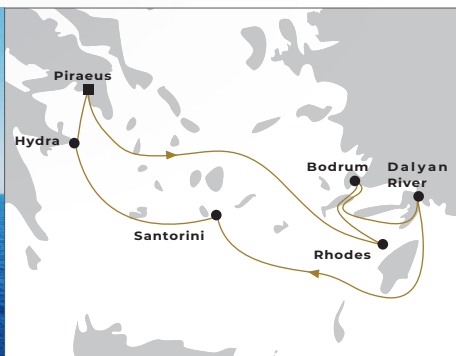 Piraeus
Hydra
Bodrum
Dalyan
River
Santorini
Rhodes